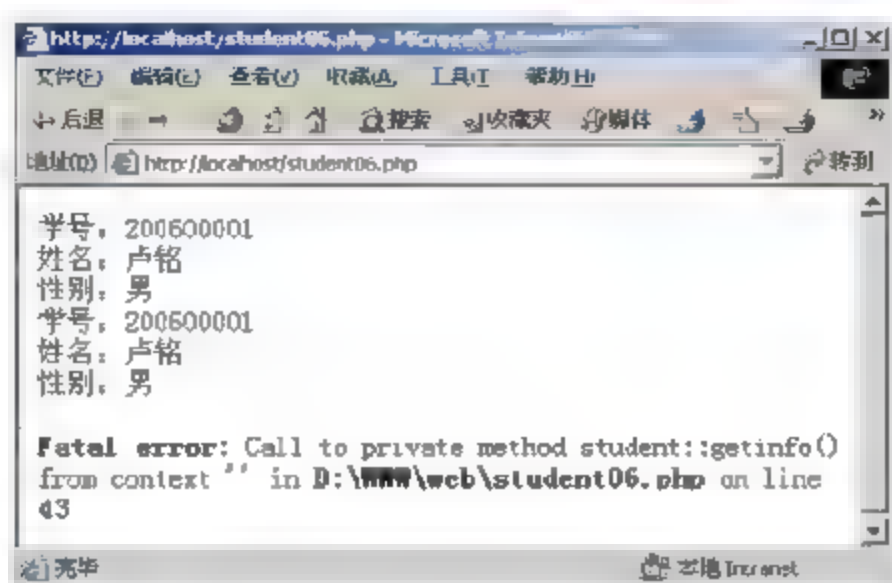 http://localhost/student06.php - Microsoft
文件(F) 编辑(E) 查看(V) 收藏(A) 工具(T) 帮助(H)
后退 搜索 收藏夹 媒体
地址(D) http://localhost/student06.php 转到
学号：200600001
姓名：卢铭
性别：男
学号：200600001
姓名：卢铭
性别：男
Fatal error: Call to private method student::getinfo()
from context '' in D:\WWW\web\student06.php on line
43
完毕 本地 Intranet